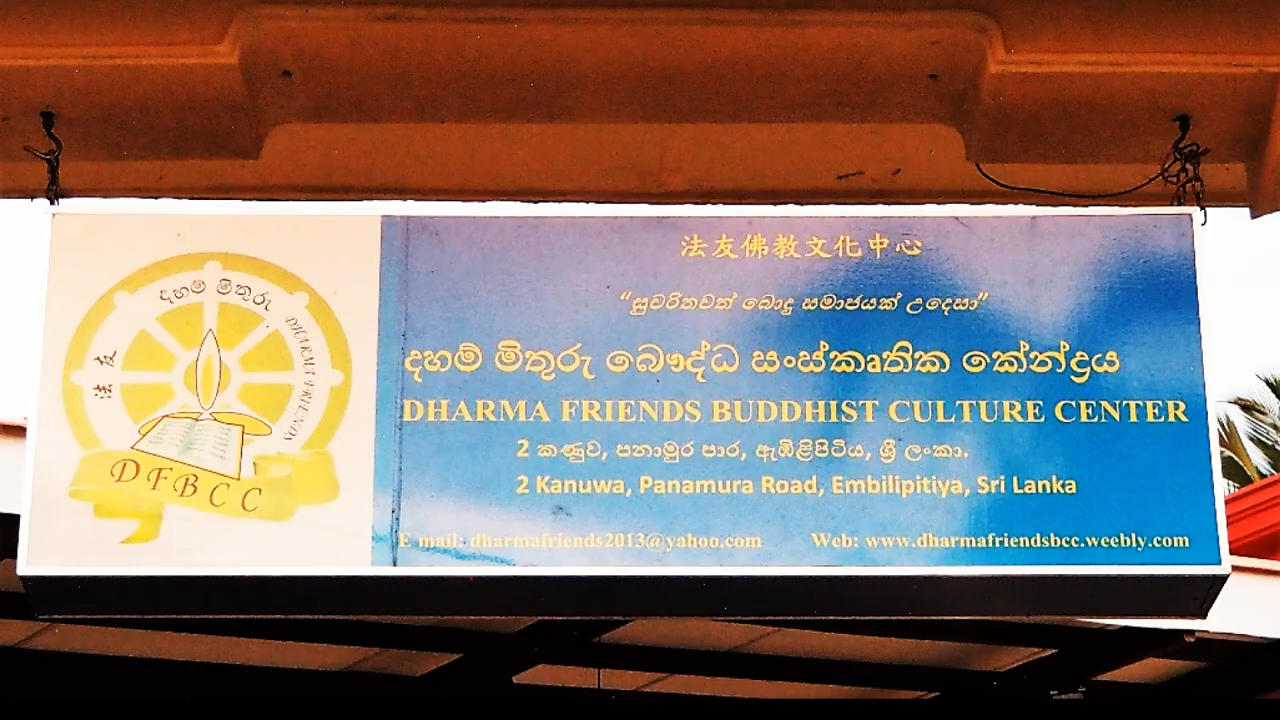 දහම් මිතුරු
DHARMA FRIENDS
法友
DFBCC
法友佛教文化中心
“සුචරිතවත් බොදු සමාජයක් උදෙසා”
දහම් මිතුරු බෞද්ධ සංස්කෘතික කේන්ද්‍රය
DHARMA FRIENDS BUDDHIST CULTURE CENTER
2 කණුව, පනාමුර පාර, ඇඹිළිපිටිය, ශ්‍රී ලංකා.
2 Kanuwa, Panamura Road, Embilipitiya, Sri Lanka
E mail: dharmafriends2013@yahoo.com Web: www.dharmafriendsbcc.weebly.com